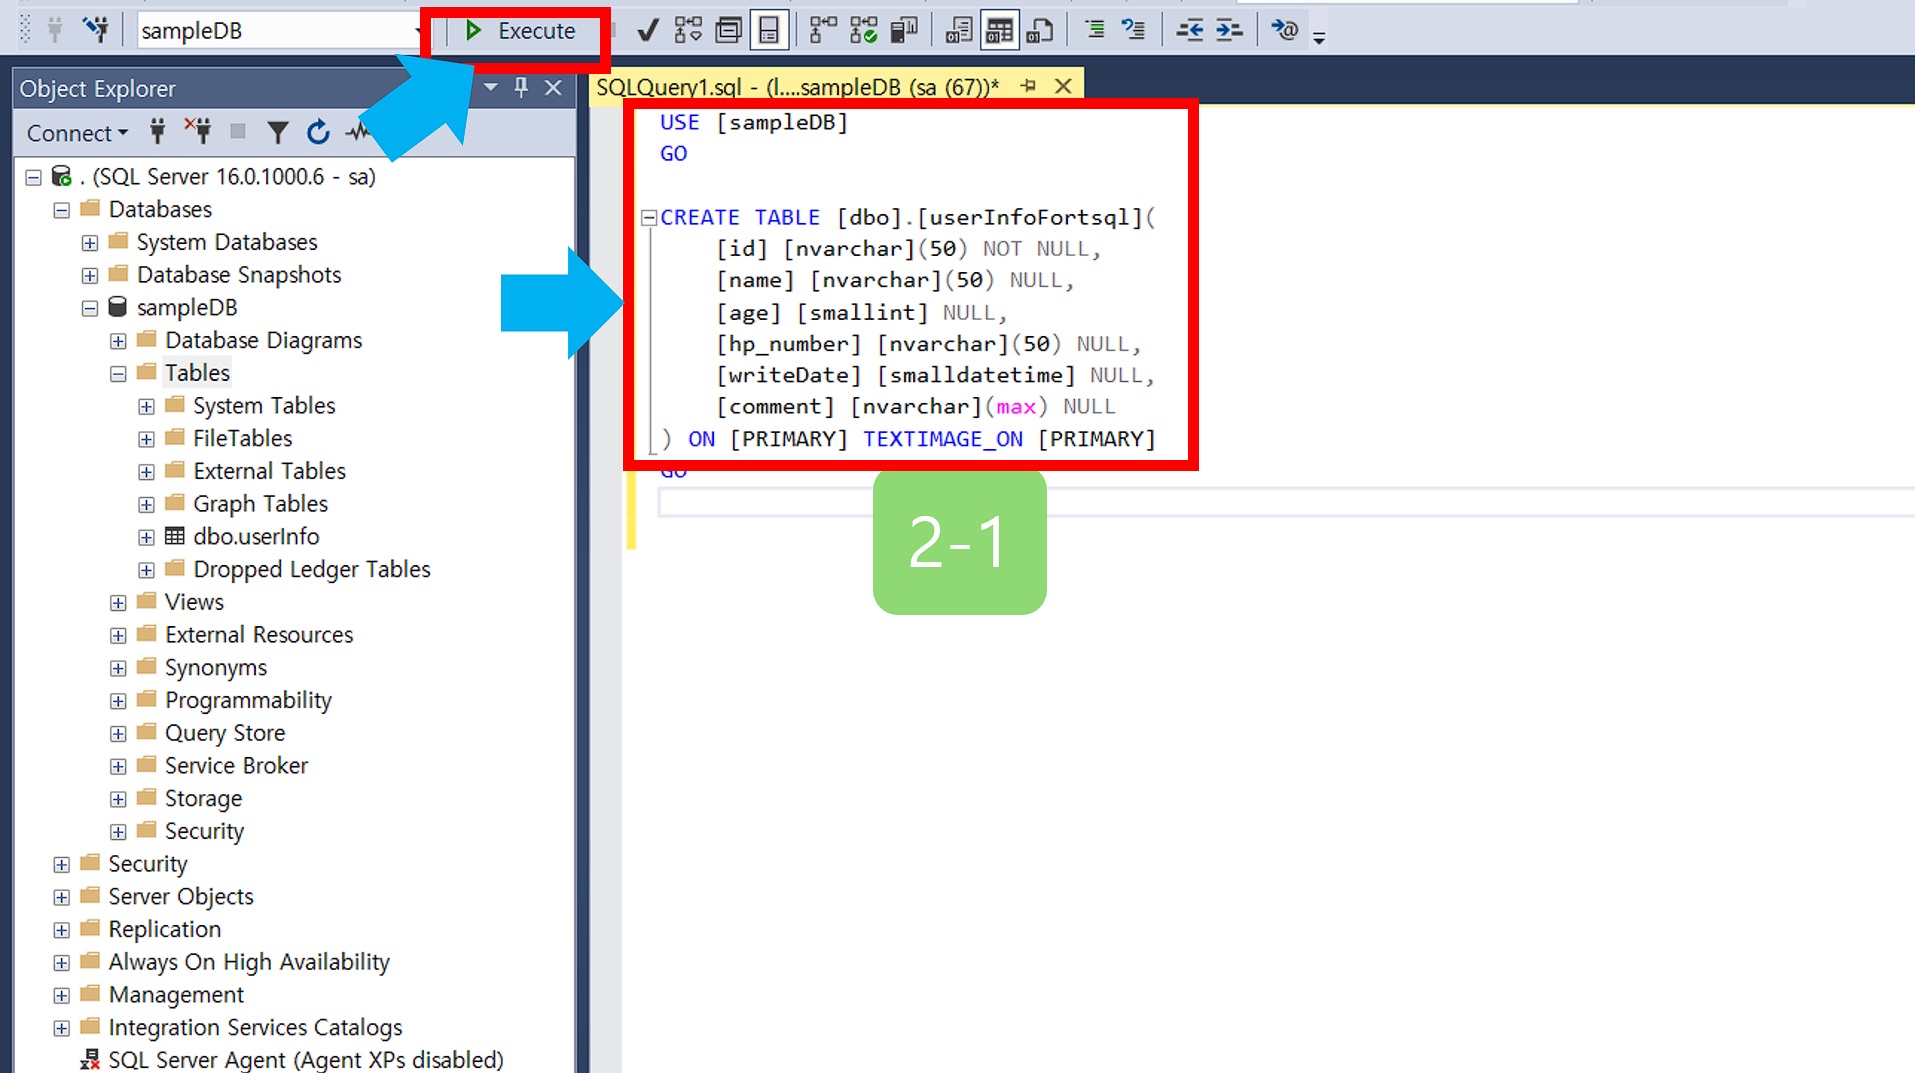 sampleDB
Execute
Object Explorer
SQLQuery1.sql - (l....sampleDB (sa (67))*
Connect
. (SQL Server 16.0.1000.6 - sa)
Databases
System Databases
Database Snapshots
sampleDB
Database Diagrams
Tables
System Tables
FileTables
External Tables
Graph Tables
dbo.userInfo
Dropped Ledger Tables
Views
External Resources
Synonyms
Programmability
Query Store
Service Broker
Storage
Security
Security
Server Objects
Replication
Always On High Availability
Management
Integration Services Catalogs
SQL Server Agent (Agent XPs disabled)
USE [sampleDB]
GO
CREATE TABLE [dbo].[userInfoFortsql](
[id] [nvarchar](50) NOT NULL,
[name] [nvarchar](50) NULL,
[age] [smallint] NULL,
[hp_number] [nvarchar](50) NULL,
[writeDate] [smalldatetime] NULL,
[comment] [nvarchar](max) NULL
) ON [PRIMARY] TEXTIMAGE_ON [PRIMARY]
GO
2-1